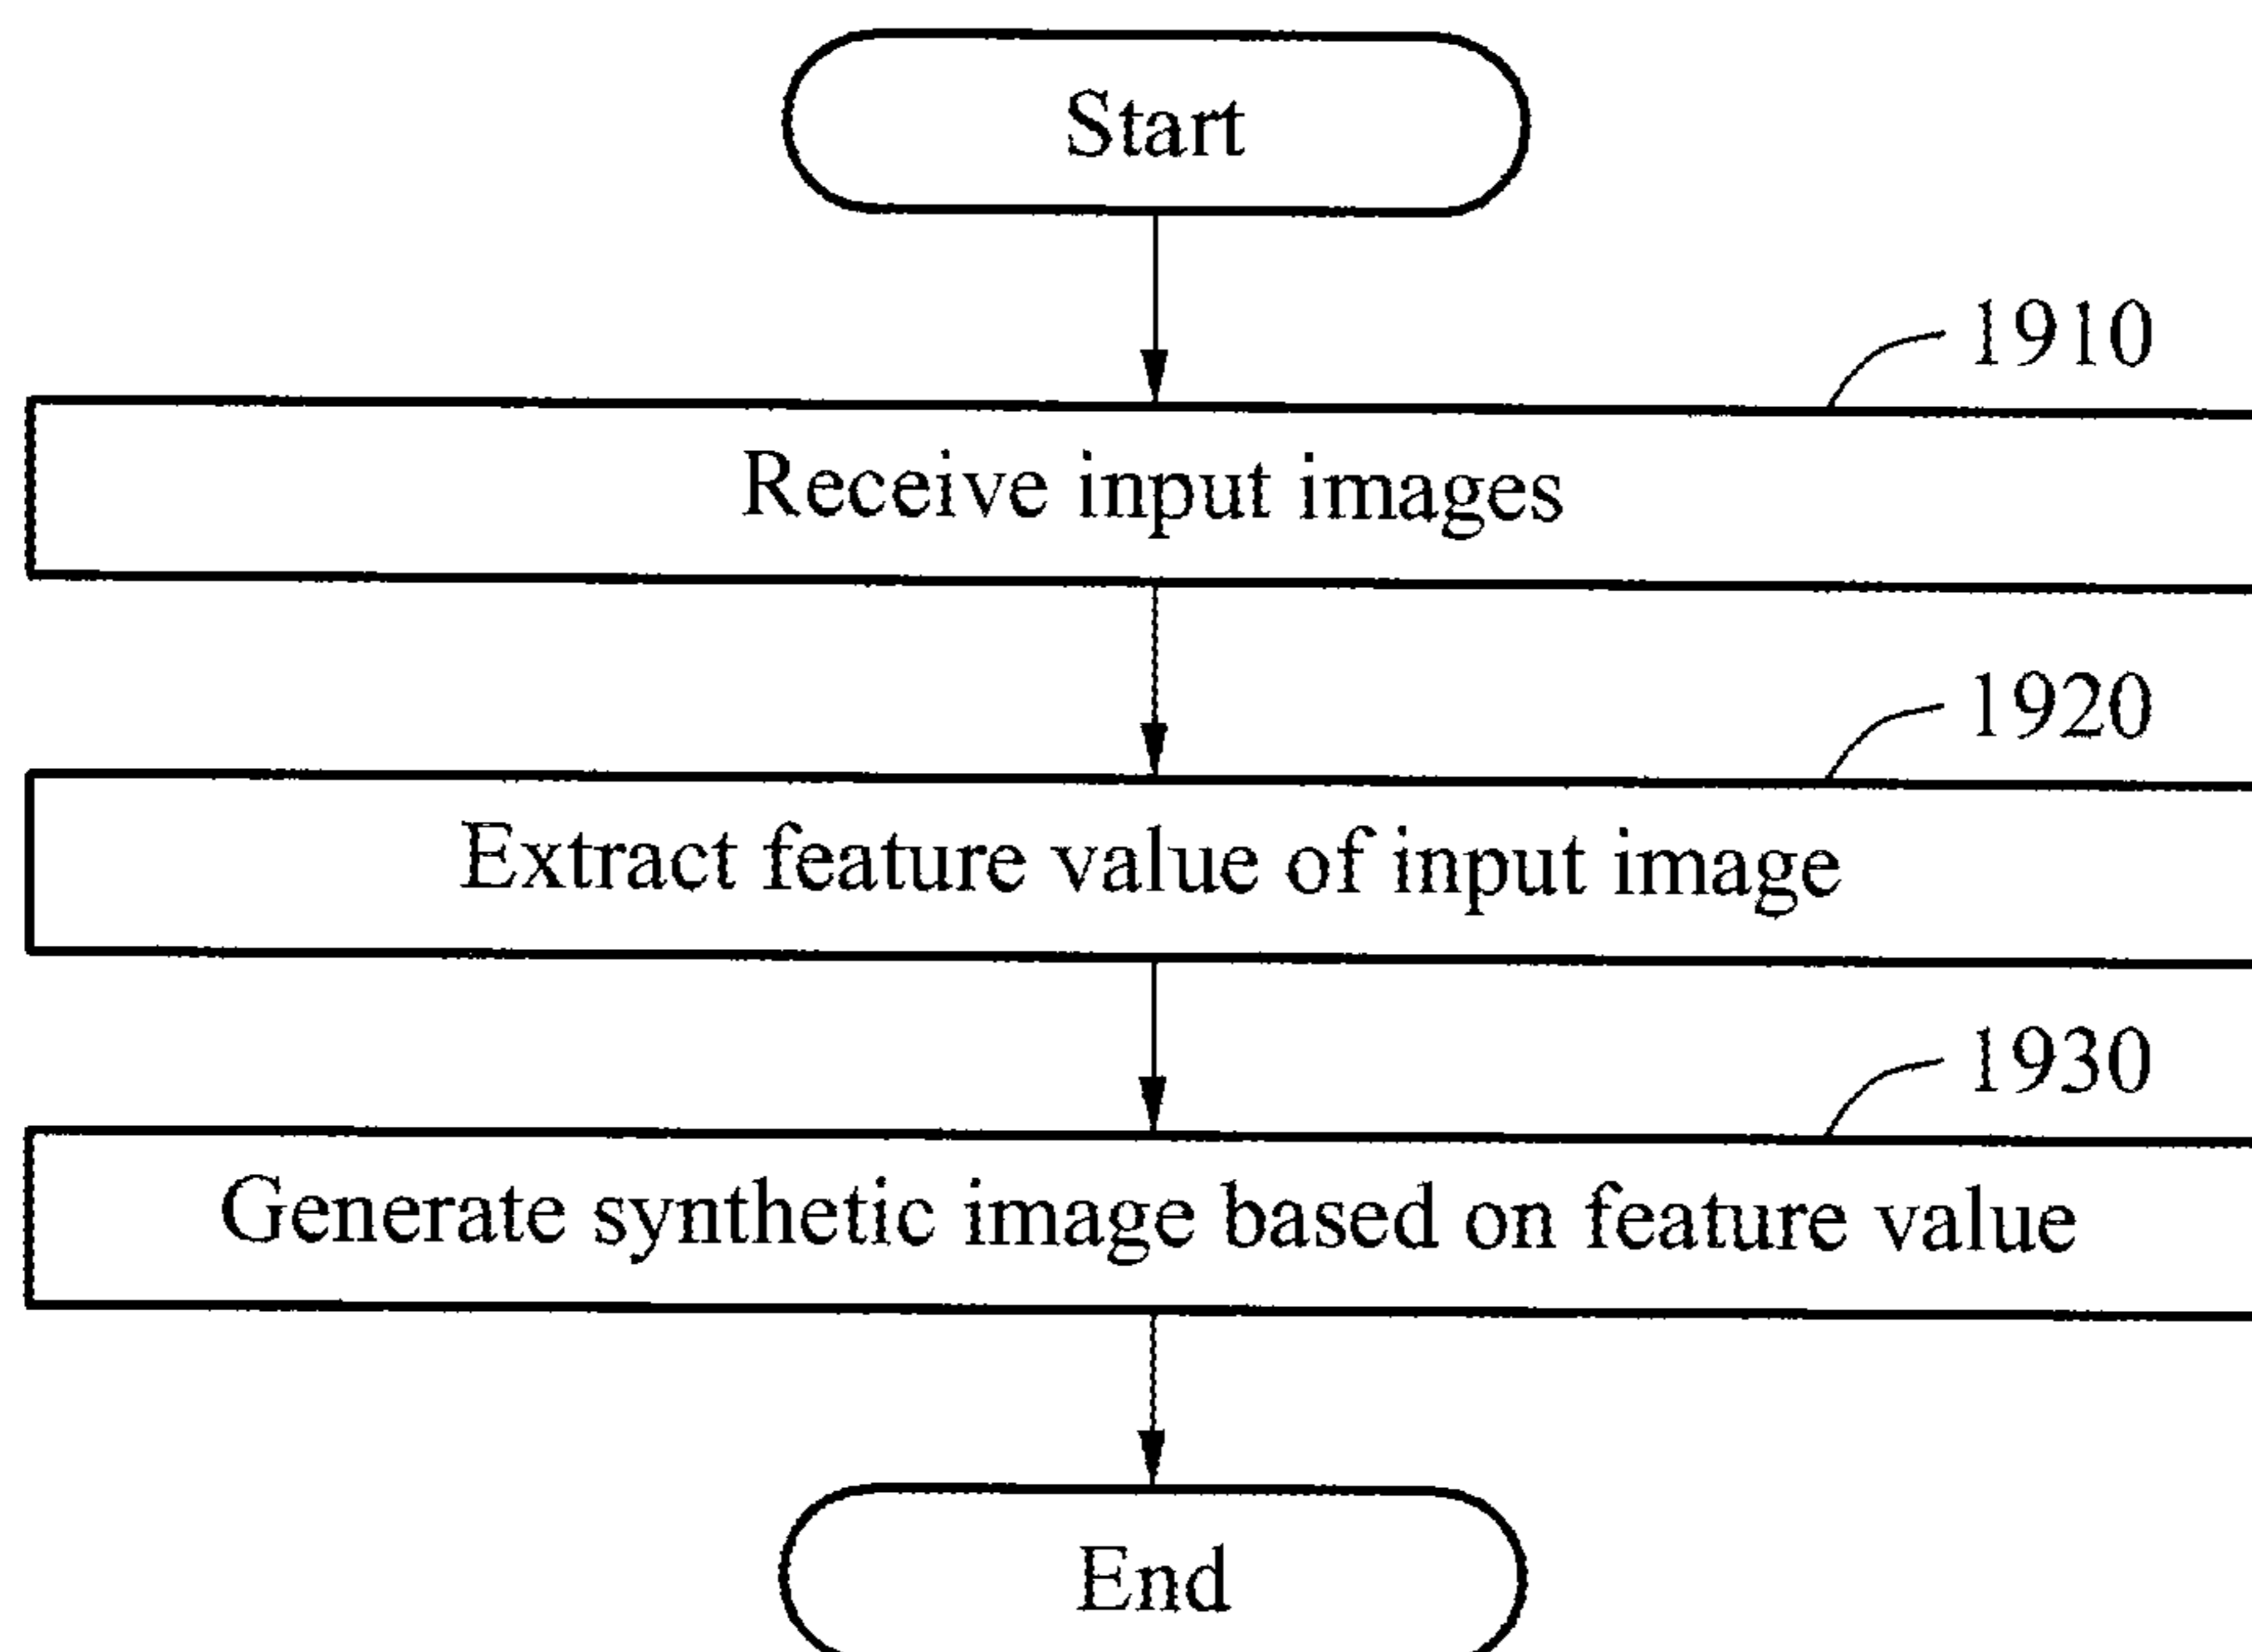 Start
1910
Receive input images
1920
Extract feature value of input image
1930
Generate synthetic image based on feature value
End